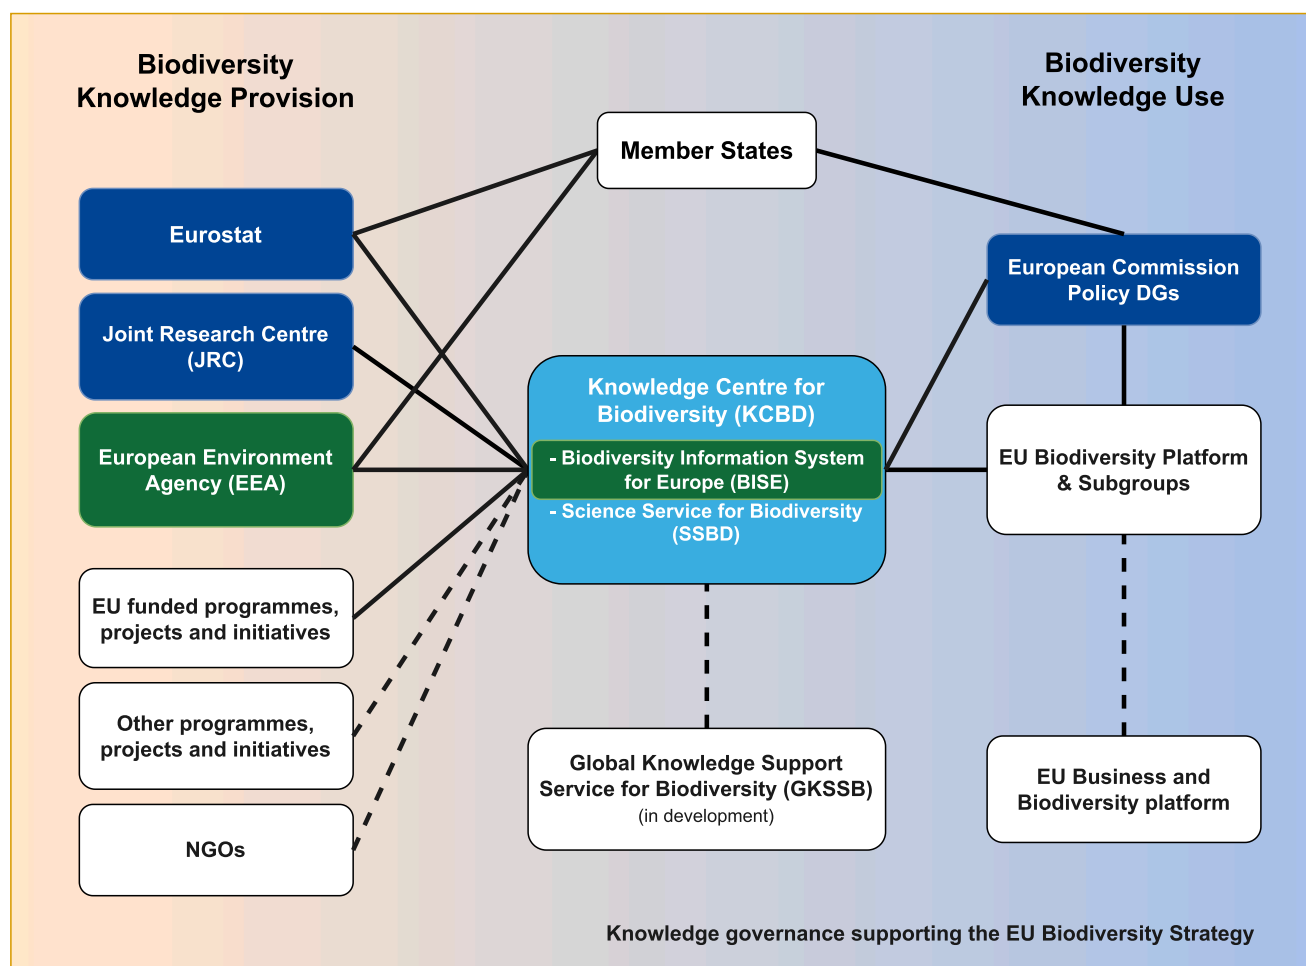 Biodiversity
Knowledge Provision
Biodiversity
Knowledge Use
Member States
Eurostat
Joint Research Centre
(JRC)
European Environment
Agency (EEA)
EU funded programmes,
projects and initiatives
Other programmes,
projects and initiatives
NGOs
Knowledge Centre for
Biodiversity (KCBD)
- Biodiversity Information System
for Europe (BISE)
- Science Service for Biodiversity
(SSBD)
Global Knowledge Support
Service for Biodiversity (GKSSB)
(in development)
European Commission
Policy DGs
EU Biodiversity Platform
& Subgroups
EU Business and
Biodiversity platform
Knowledge governance supporting the EU Biodiversity Strategy